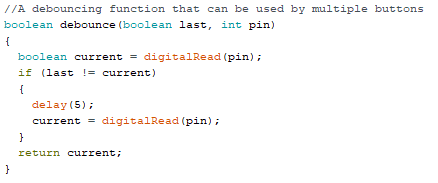 //A debouncing function that can be used by multiple buttons
boolean debounce(boolean last, int pin)
{
  boolean current = digitalRead(pin);
  if (last != current)
  {
    delay(5);
    current = digitalRead(pin);
  }
  return current;
}